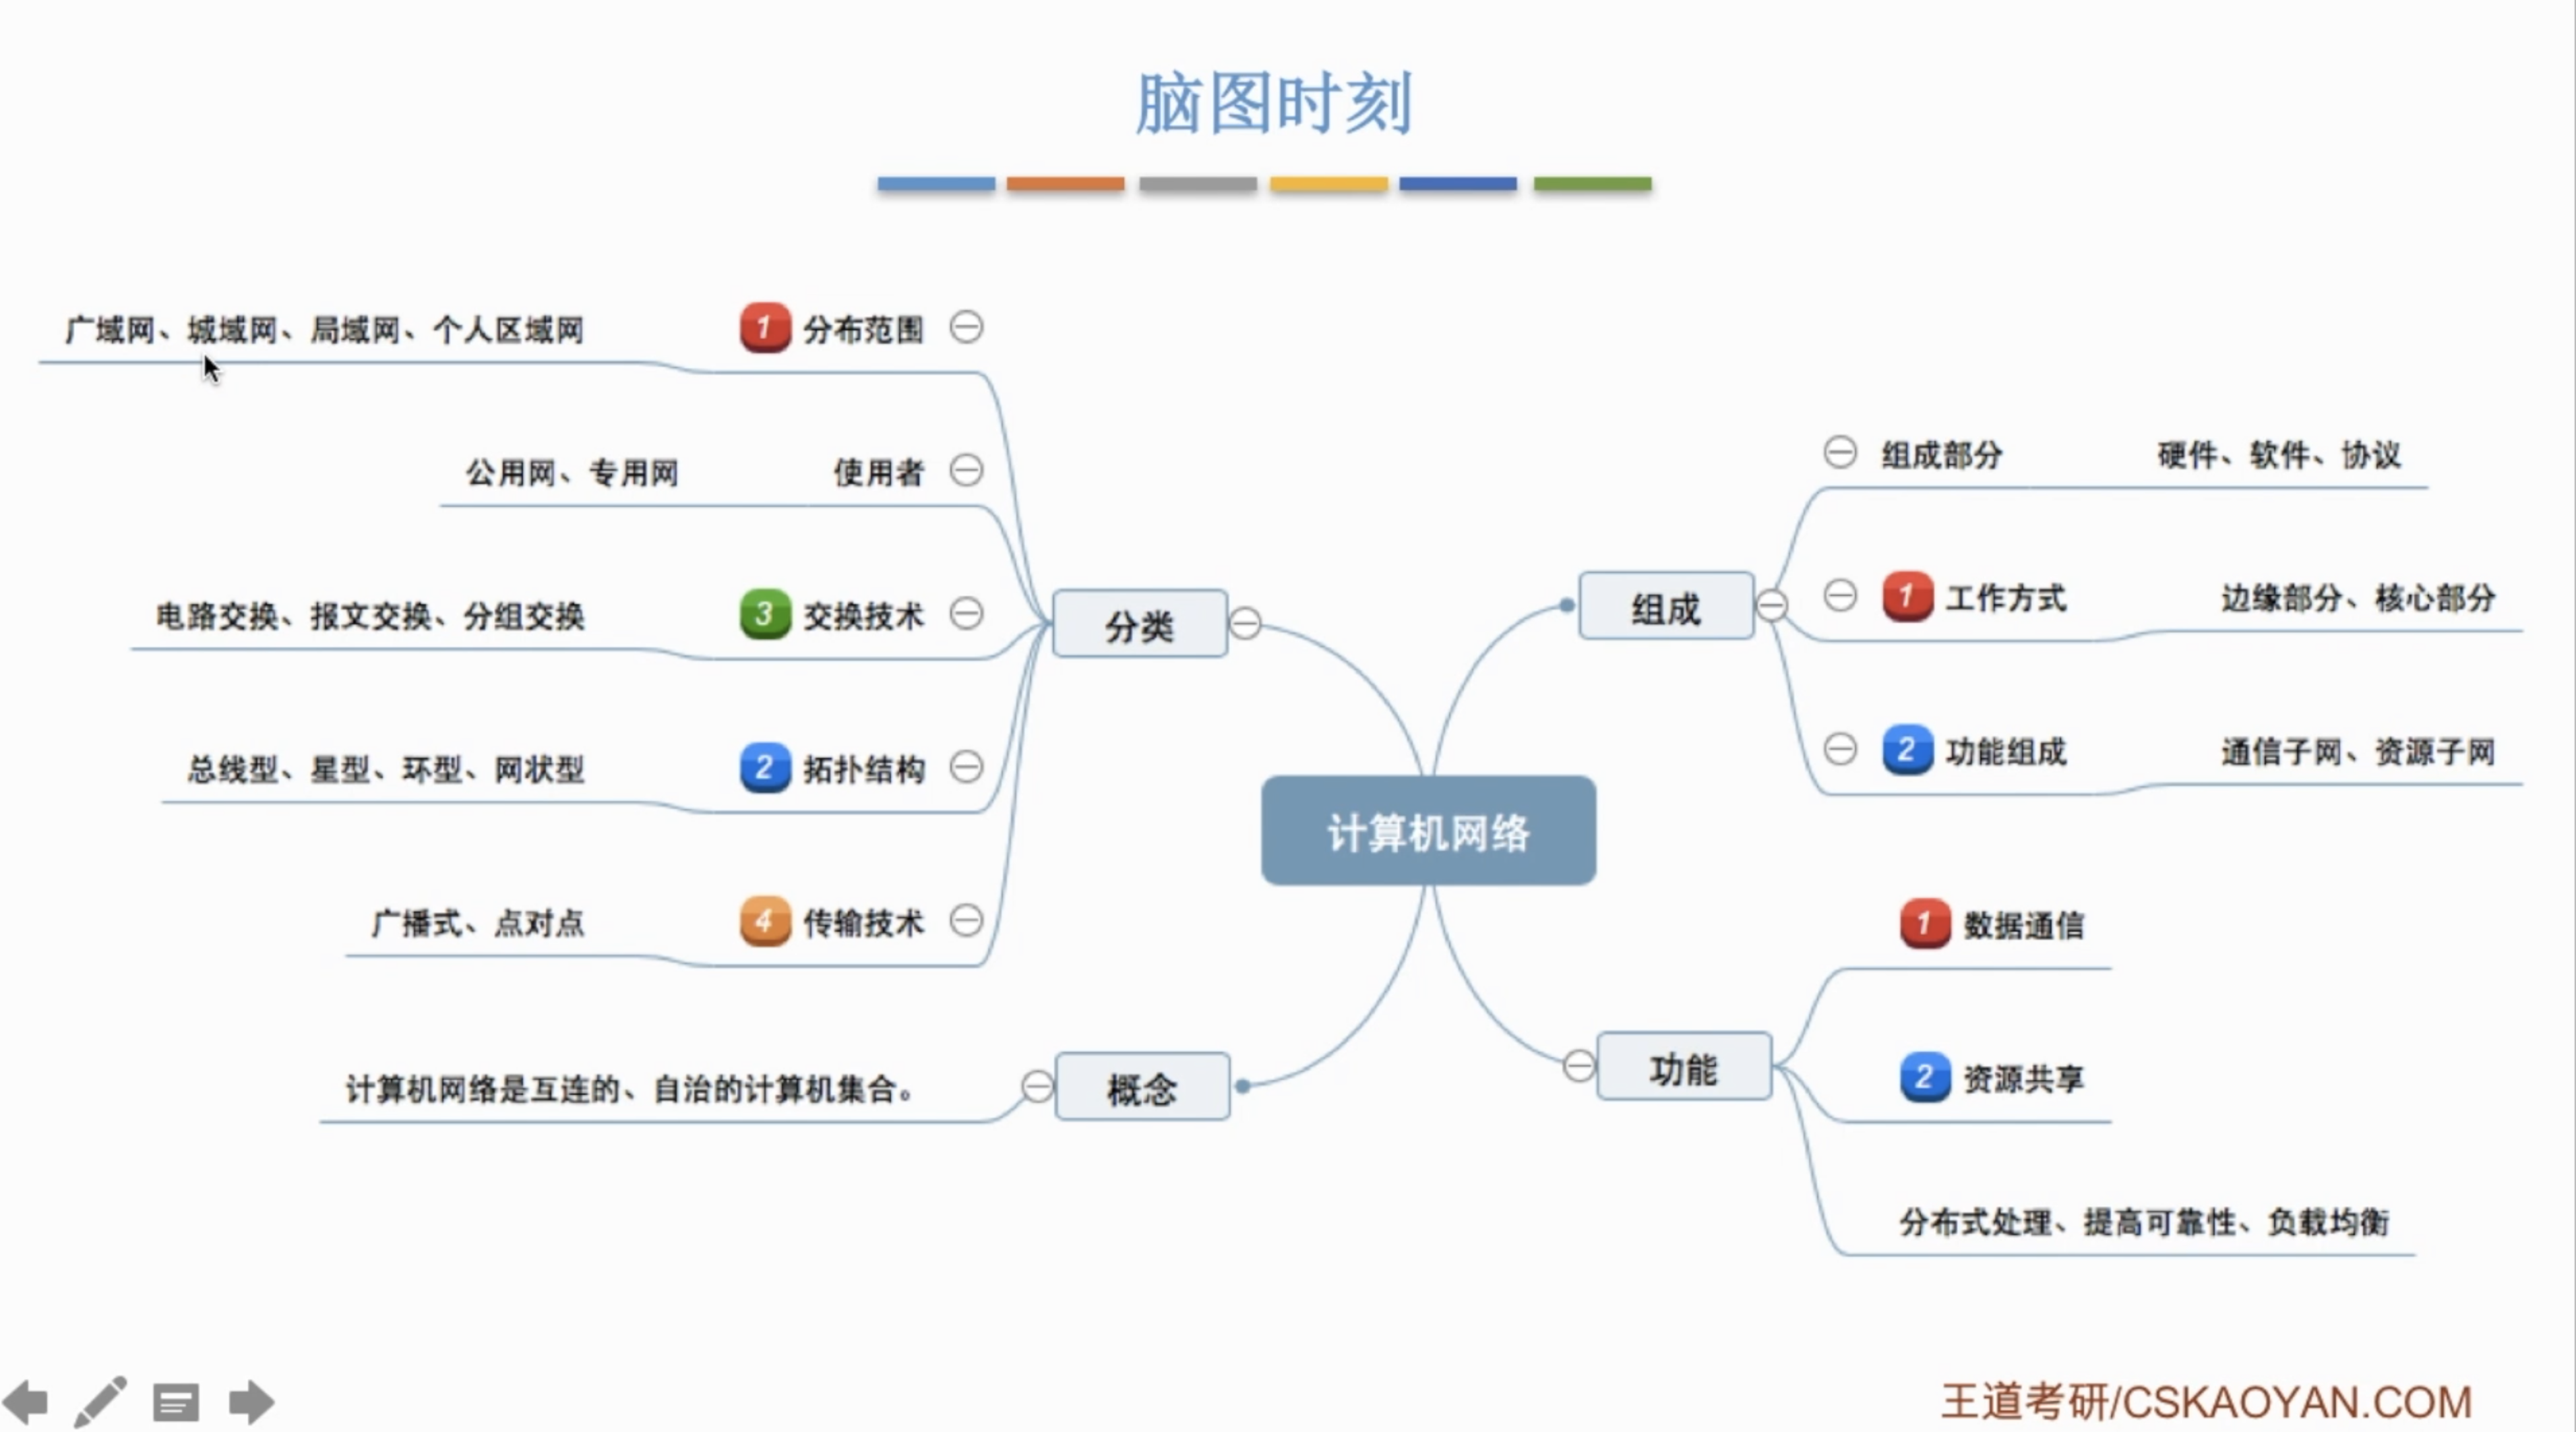 脑图时刻
广域网、城域网、局域网、个人区域网
1 分布范围
公用网、专用网
使用者
电路交换、报文交换、分组交换
3 交换技术
总线型、星型、环型、网状型
2 拓扑结构
广播式、点对点
4 传输技术
分类
计算机网络是互连的、自治的计算机集合。
概念
计算机网络
组成
组成部分
硬件、软件、协议
1 工作方式
边缘部分、核心部分
2 功能组成
通信子网、资源子网
功能
1 数据通信
2 资源共享
分布式处理、提高可靠性、负载均衡
王道考研/CSKAOYAN.COM